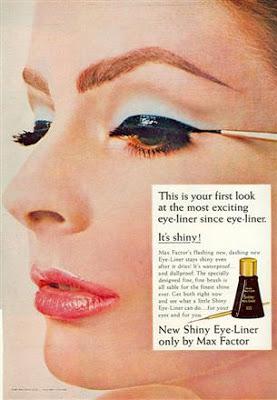 This is your first look
at the most exciting
eye-liner since eye-liner.
It's shiny!
Max Factor's flashing new, dashing new
Eye-Liner stays shiny even
after it dries! It's waterproof...
and dullproof. The specially
designed fine, fine brush is
all sable for the finest shine
ever. Get both right now
and see what a little Shiny
Eye-Liner can do...for your
eyes and for you.
New Shiny Eye-Liner
only by Max Factor